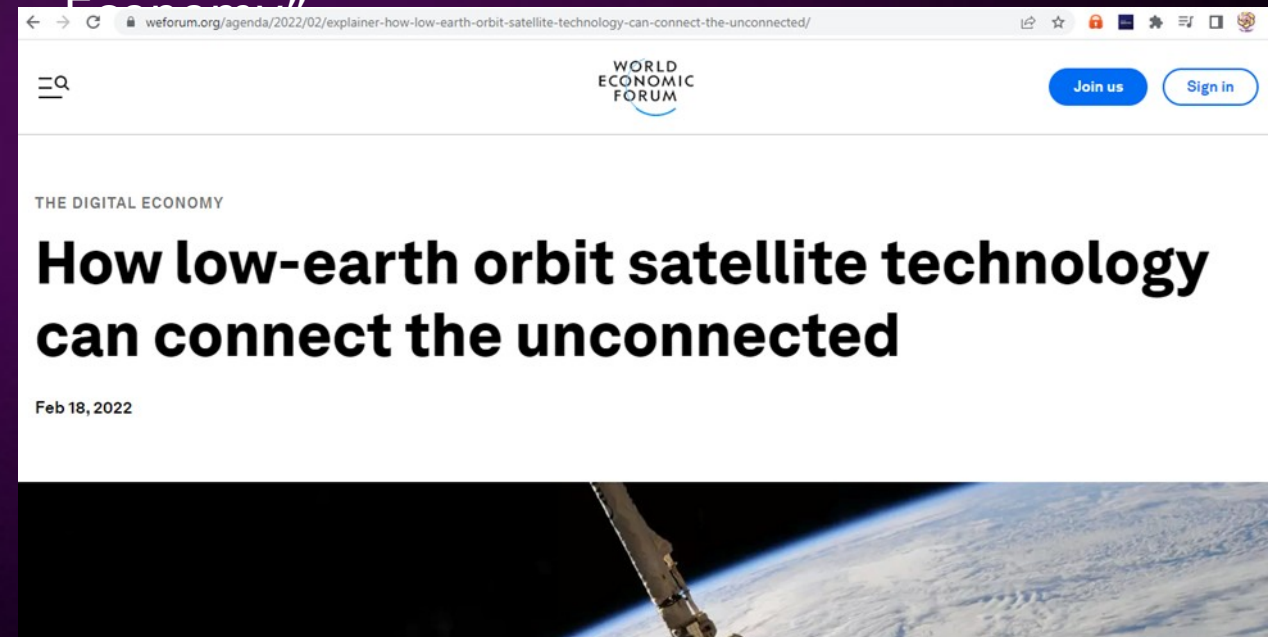 Economy"
weforum.org/agenda/2022/02/explainer-how-low-earth-orbit-satellite-technology-can-connect-the-unconnected/
WORLD
ECONOMIC
FORUM
Join us
Sign in
THE DIGITAL ECONOMY
How low-earth orbit satellite technology
can connect the unconnected
Feb 18, 2022